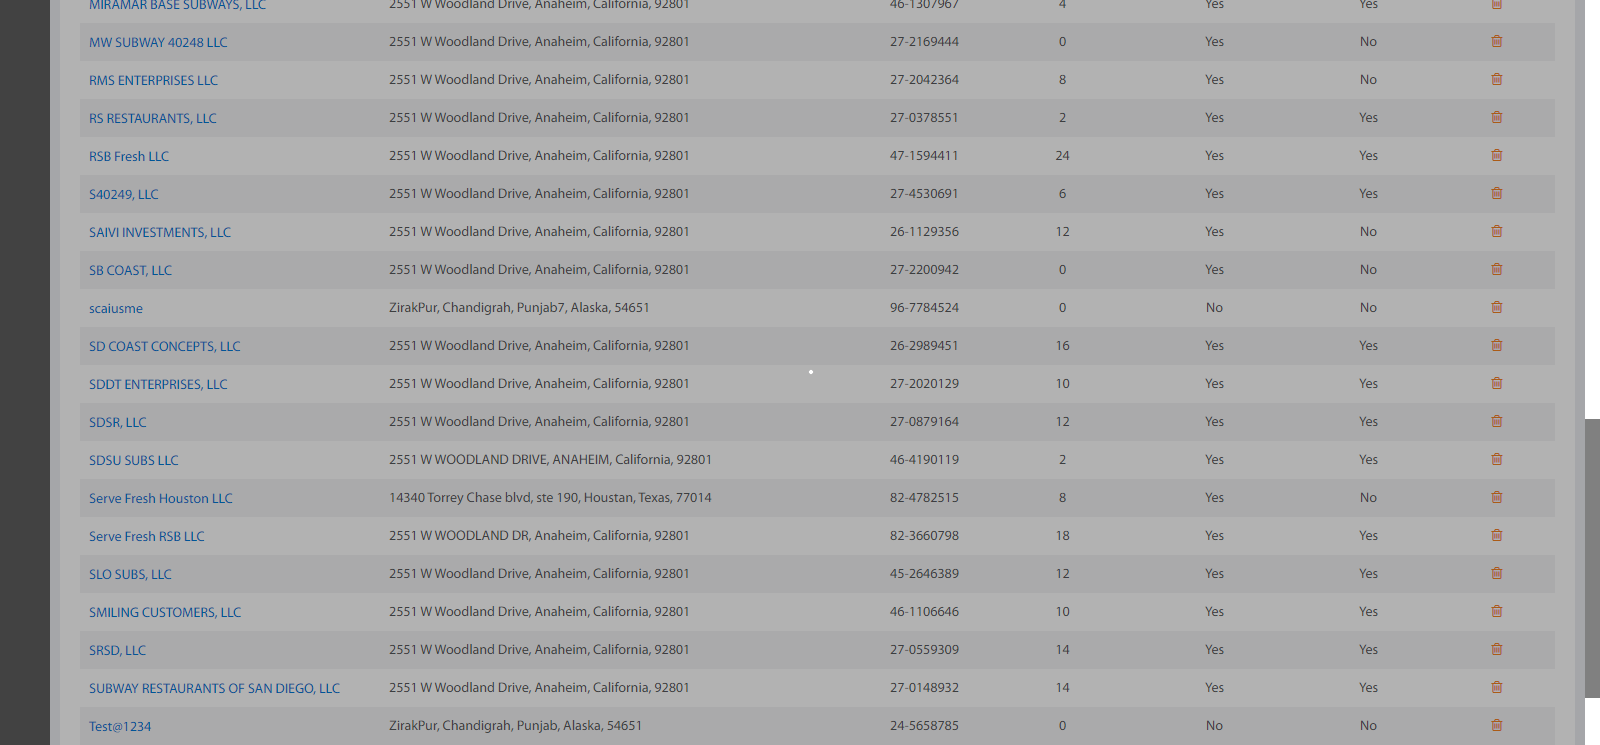 MIRAMAR BASE SUBWAYS, LLC 2551 W Woodland Drive, Anaheim, California, 92801 46-1307967 4 Yes Yes
MW SUBWAY 40248 LLC 2551 W Woodland Drive, Anaheim, California, 92801 27-2169444 0 Yes No
RMS ENTERPRISES LLC 2551 W Woodland Drive, Anaheim, California, 92801 27-2042364 8 Yes No
RS RESTAURANTS, LLC 2551 W Woodland Drive, Anaheim, California, 92801 27-0378551 2 Yes Yes
RSB Fresh LLC 2551 W Woodland Drive, Anaheim, California, 92801 47-1594411 24 Yes Yes
S40249, LLC 2551 W Woodland Drive, Anaheim, California, 92801 27-4530691 6 Yes Yes
SAIVI INVESTMENTS, LLC 2551 W Woodland Drive, Anaheim, California, 92801 26-1129356 12 Yes No
SB COAST, LLC 2551 W Woodland Drive, Anaheim, California, 92801 27-2200942 0 Yes No
scaiusme ZirakPur, Chandigrah, Punjab7, Alaska, 54651 96-7784524 0 No No
SD COAST CONCEPTS, LLC 2551 W Woodland Drive, Anaheim, California, 92801 26-2989451 16 Yes Yes
SDDT ENTERPRISES, LLC 2551 W Woodland Drive, Anaheim, California, 92801 27-2020129 10 Yes Yes
SDSR, LLC 2551 W Woodland Drive, Anaheim, California, 92801 27-0879164 12 Yes Yes
SDSU SUBS LLC 2551 W WOODLAND DRIVE, ANAHEIM, California, 92801 46-4190119 2 Yes Yes
Serve Fresh Houston LLC 14340 Torrey Chase blvd, ste 190, Houstan, Texas, 77014 82-4782515 8 Yes No
Serve Fresh RSB LLC 2551 W WOODLAND DR, Anaheim, California, 92801 82-3660798 18 Yes Yes
SLO SUBS, LLC 2551 W Woodland Drive, Anaheim, California, 92801 45-2646389 12 Yes Yes
SMILING CUSTOMERS, LLC 2551 W Woodland Drive, Anaheim, California, 92801 46-1106646 10 Yes Yes
SRSD, LLC 2551 W Woodland Drive, Anaheim, California, 92801 27-0559309 14 Yes Yes
SUBWAY RESTAURANTS OF SAN DIEGO, LLC 2551 W Woodland Drive, Anaheim, California, 92801 27-0148932 14 Yes Yes
Test@1234 ZirakPur, Chandigrah, Punjab, Alaska, 54651 24-5658785 0 No No